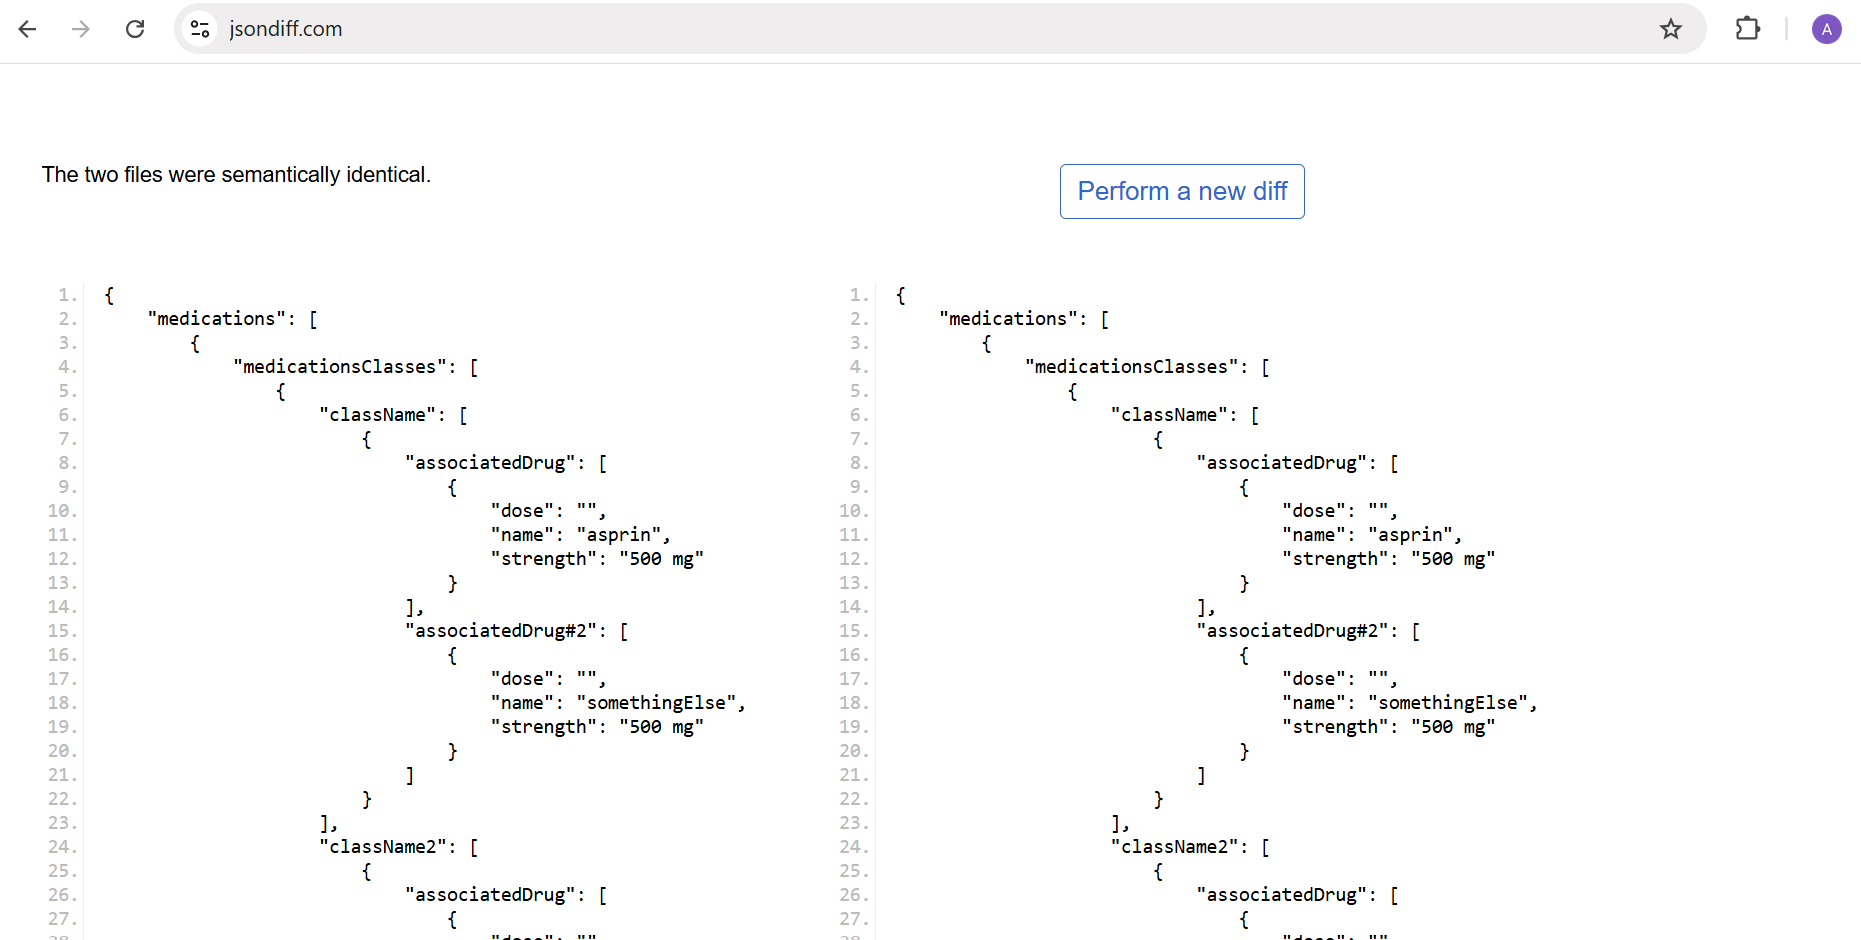 jsondiff.com
A
The two files were semantically identical.
Perform a new diff
1. {
2. "medications": [
3. {
4. "medicationsClasses": [
5. {
6. "className": [
7. {
8. "associatedDrug": [
9. {
10. "dose": "",
11. "name": "asprin",
12. "strength": "500 mg"
13. }
14. ],
15. "associatedDrug#2": [
16. {
17. "dose": "",
18. "name": "somethingElse",
19. "strength": "500 mg"
20. }
21. ]
22. }
23. ],
24. "className2": [
25. {
26. "associatedDrug": [
27. {
28. "dose": ""
1. {
2. "medications": [
3. {
4. "medicationsClasses": [
5. {
6. "className": [
7. {
8. "associatedDrug": [
9. {
10. "dose": "",
11. "name": "asprin",
12. "strength": "500 mg"
13. }
14. ],
15. "associatedDrug#2": [
16. {
17. "dose": "",
18. "name": "somethingElse",
19. "strength": "500 mg"
20. }
21. ]
22. }
23. ],
24. "className2": [
25. {
26. "associatedDrug": [
27. {
28. "dose": ""